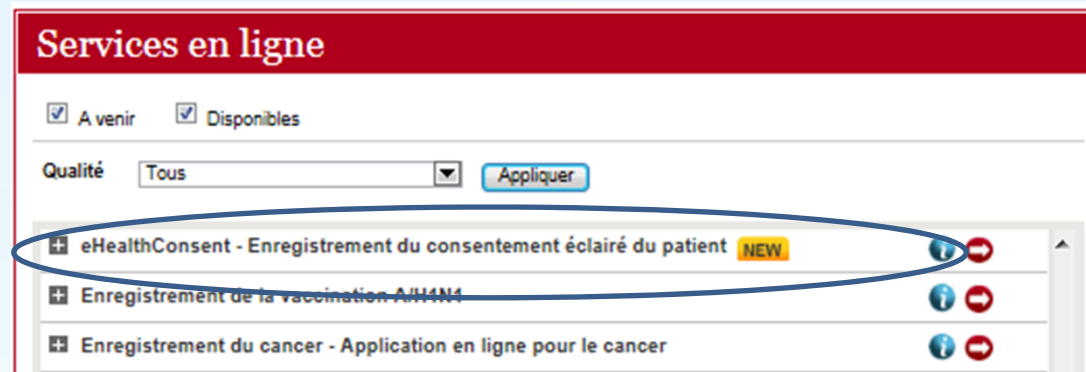 Services en ligne
A venir Disponibles
Qualité Tous Appliquer
eHealthConsent - Enregistrement du consentement éclairé du patient NEW
Enregistrement de la vaccination A/H1N1
Enregistrement du cancer - Application en ligne pour le cancer